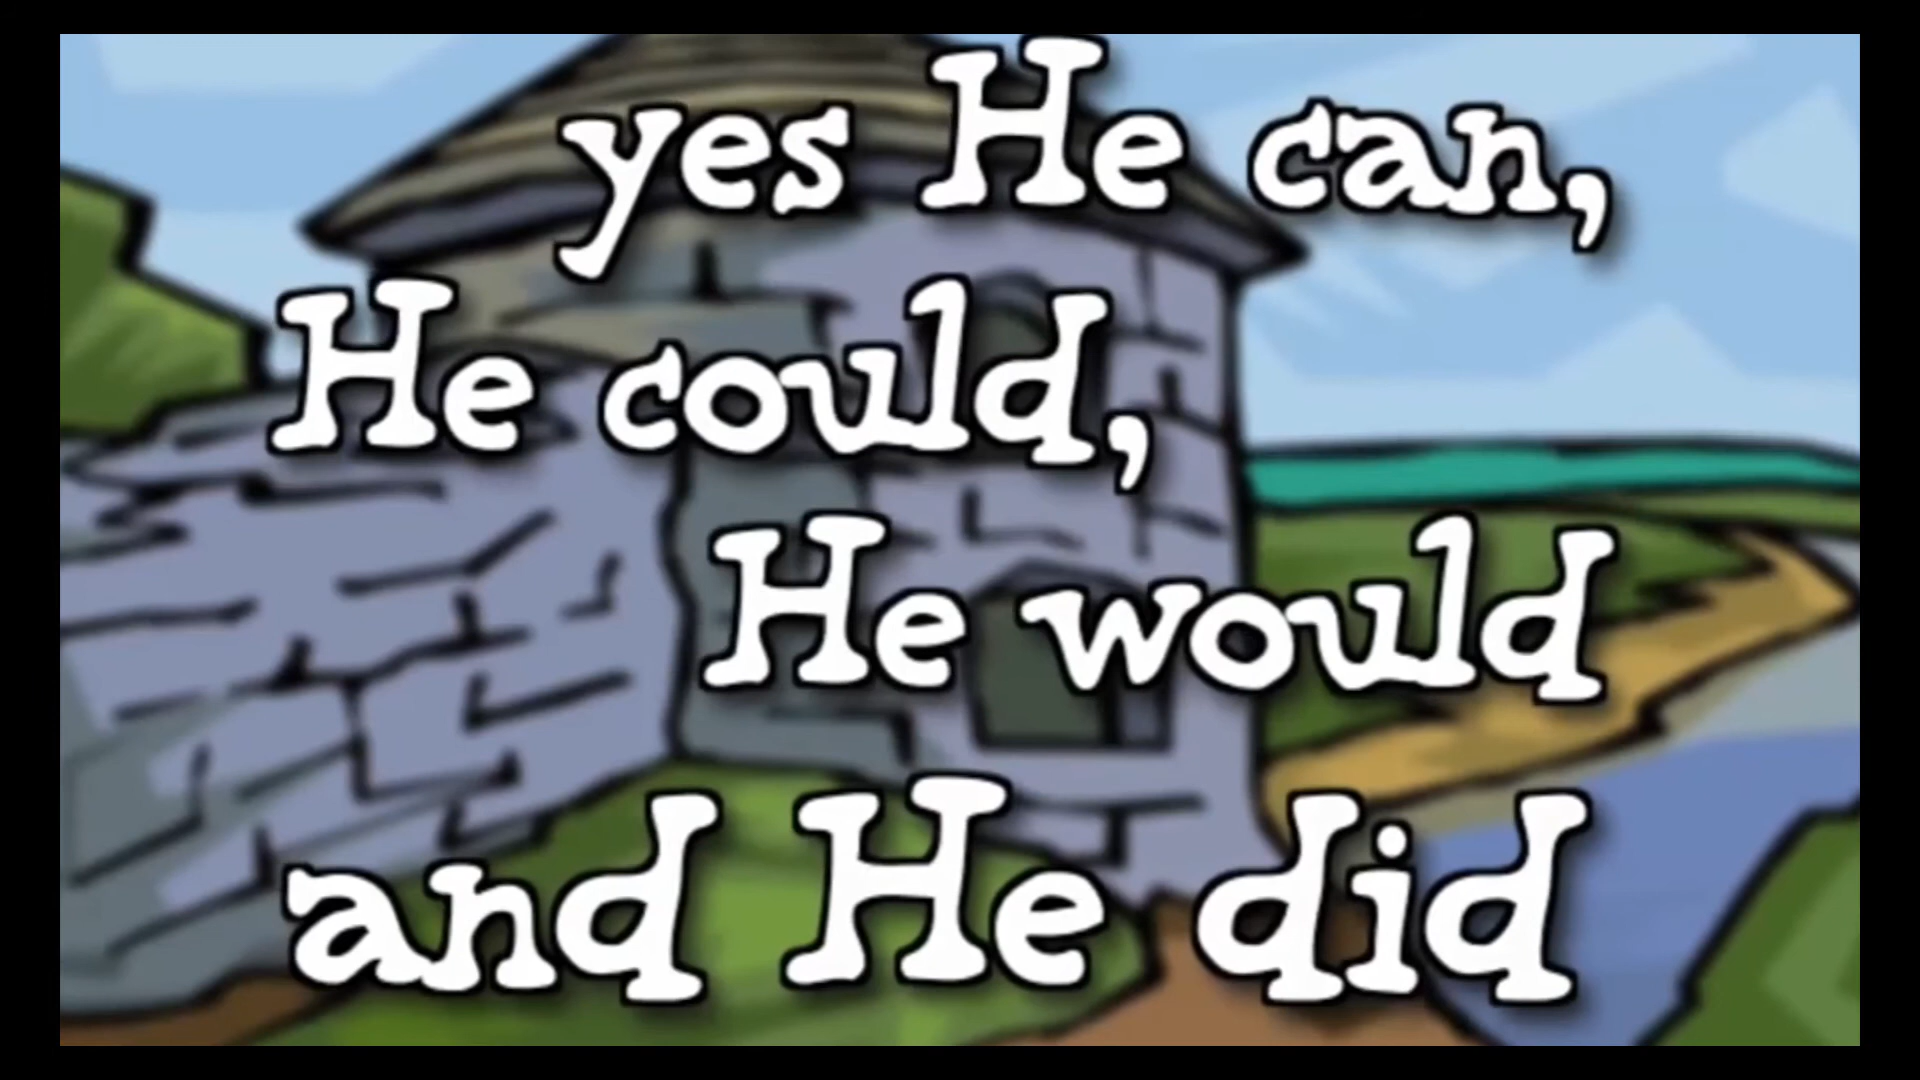 yes He can,
He could,
He would
and He did